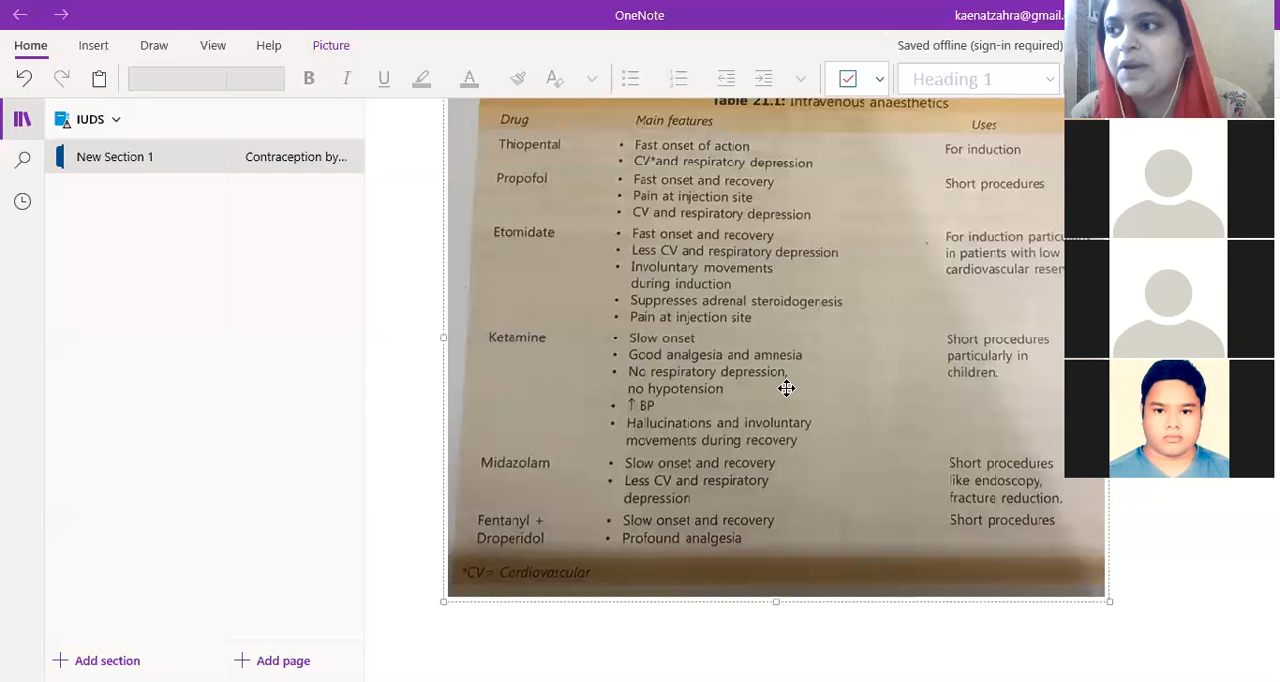 OneNote
kaenatzahra@gmail.
Home Insert Draw View Help Picture
Saved offline (sign-in required)
B I U A Heading 1
IUDS
New Section 1 Contraception by...
Table 21.1: Intravenous anaesthetics
Drug Main features Uses
Thiopental • Fast onset of action For induction
• CV*and respiratory depression
Propofol • Fast onset and recovery Short procedures
• Pain at injection site
• CV and respiratory depression
Etomidate • Fast onset and recovery For induction
• Less CV and respiratory depression in patients with low
• Involuntary movements cardiovascular
during induction
• Suppresses adrenal steroidogenesis
• Pain at injection site
Ketamine • Slow onset Short procedures
• Good analgesia and amnesia particularly in
• No respiratory depression, children.
no hypotension
• ↑ BP
• Hallucinations and involuntary
movements during recovery
Midazolam • Slow onset and recovery Short procedures
• Less CV and respiratory like endoscopy,
depression fracture reduction.
Fentanyl + • Slow onset and recovery Short procedures
Droperidol • Profound analgesia
*CV= Cardiovascular
+ Add section + Add page